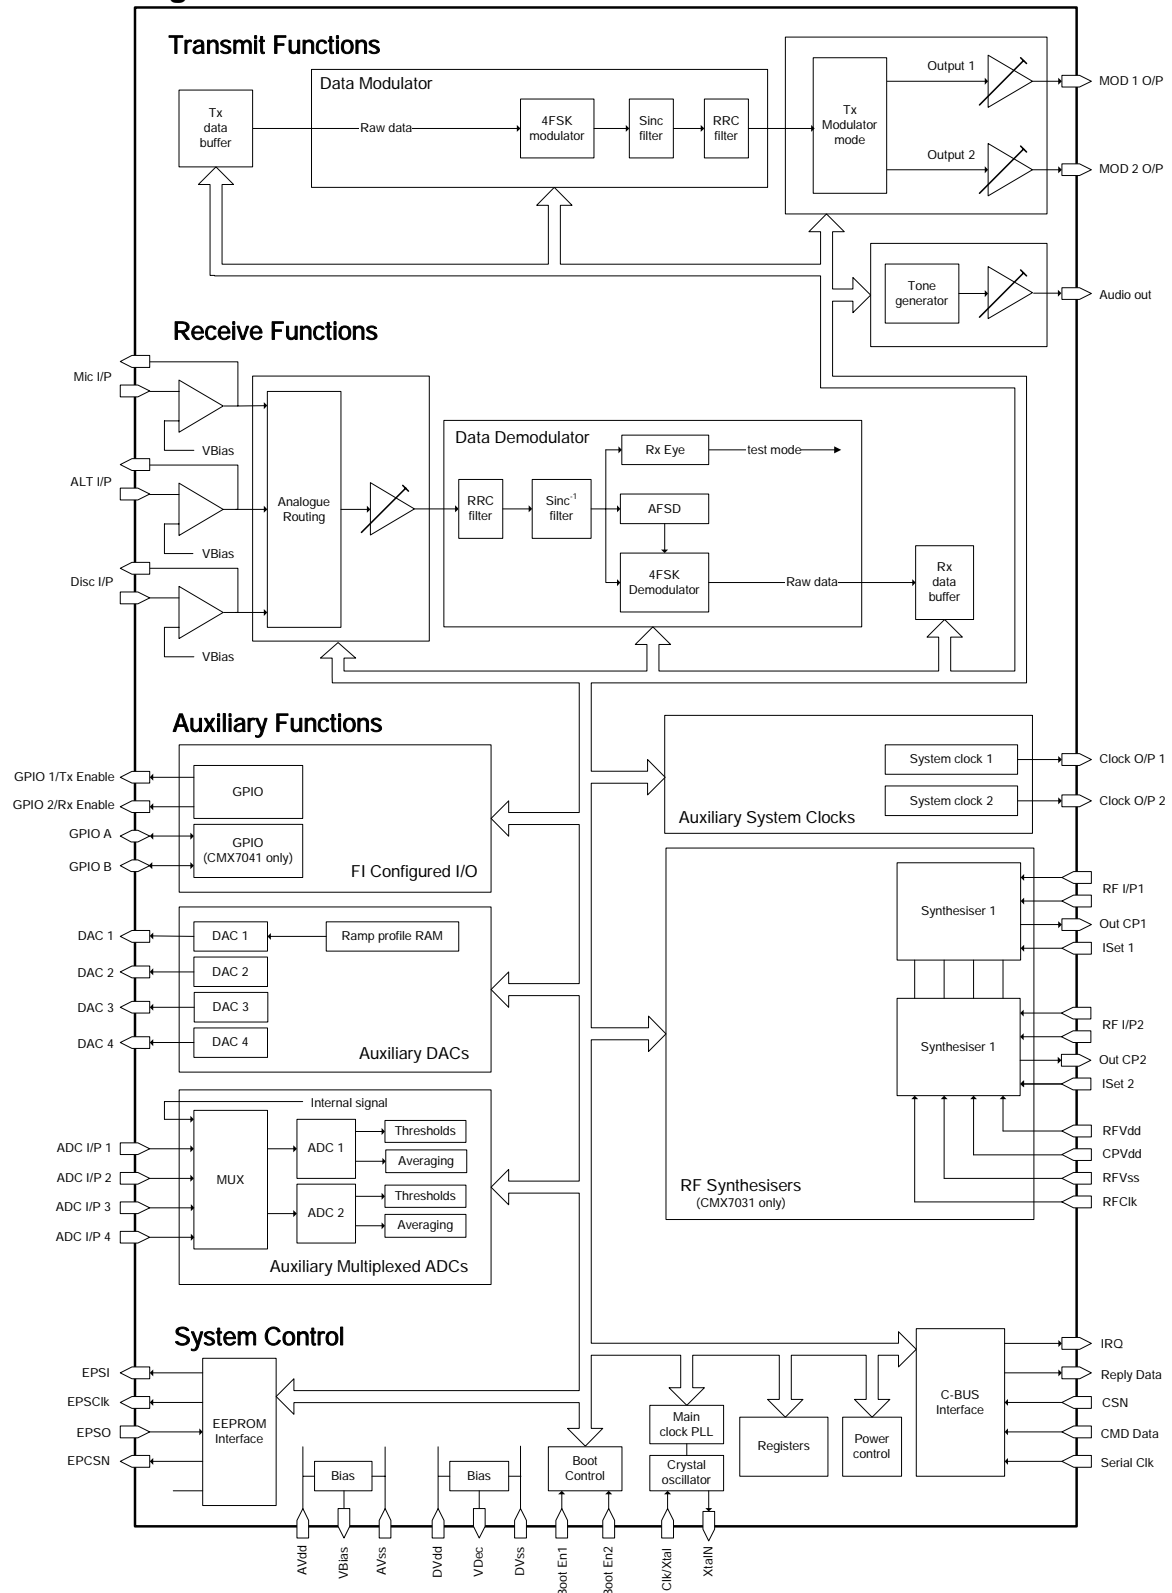 Transmit Functions
Data Modulator
Tx
data
buffer
Raw data
4FSK
modulator
Sinc
filter
RRC
filter
Tx
Modulator
mode
Output 1
Output 2
MOD 1 O/P
MOD 2 O/P
Tone
generator
Audio out
Receive Functions
Mic I/P
VBias
ALT I/P
VBias
Disc I/P
VBias
Analogue
Routing
Data Demodulator
RRC
filter
Sinc-1
filter
Rx Eye
test mode
AFSD
4FSK
Demodulator
Raw data
Rx
data
buffer
Auxiliary Functions
GPIO 1/Tx Enable
GPIO 2/Rx Enable
GPIO A
GPIO B
GPIO
GPIO
(CMX7041 only)
FI Configured I/O
System clock 1
System clock 2
Auxiliary System Clocks
Clock O/P 1
Clock O/P 2
DAC 1
DAC 2
DAC 3
DAC 4
DAC 1
DAC 2
DAC 3
DAC 4
Ramp profile RAM
Auxiliary DACs
Synthesiser 1
Synthesiser 1
RF I/P1
Out CP1
ISet 1
RF I/P2
Out CP2
ISet 2
RFVdd
CPVdd
RFVss
RFClk
RF Synthesisers
(CMX7031 only)
Internal signal
ADC I/P 1
ADC I/P 2
ADC I/P 3
ADC I/P 4
MUX
ADC 1
ADC 2
Thresholds
Averaging
Thresholds
Averaging
Auxiliary Multiplexed ADCs
System Control
EPSI
EPSClk
EPSO
EPCSN
EEPROM
Interface
Bias
Bias
Boot
Control
Main
clock PLL
Crystal
oscillator
Registers
Power
control
C-BUS
Interface
IRQ
Reply Data
CSN
CMD Data
Serial Clk
AVdd
VBias
AVss
DVdd
VDec
DVss
Boot En1
Boot En2
Clk/Xtal
XtalN